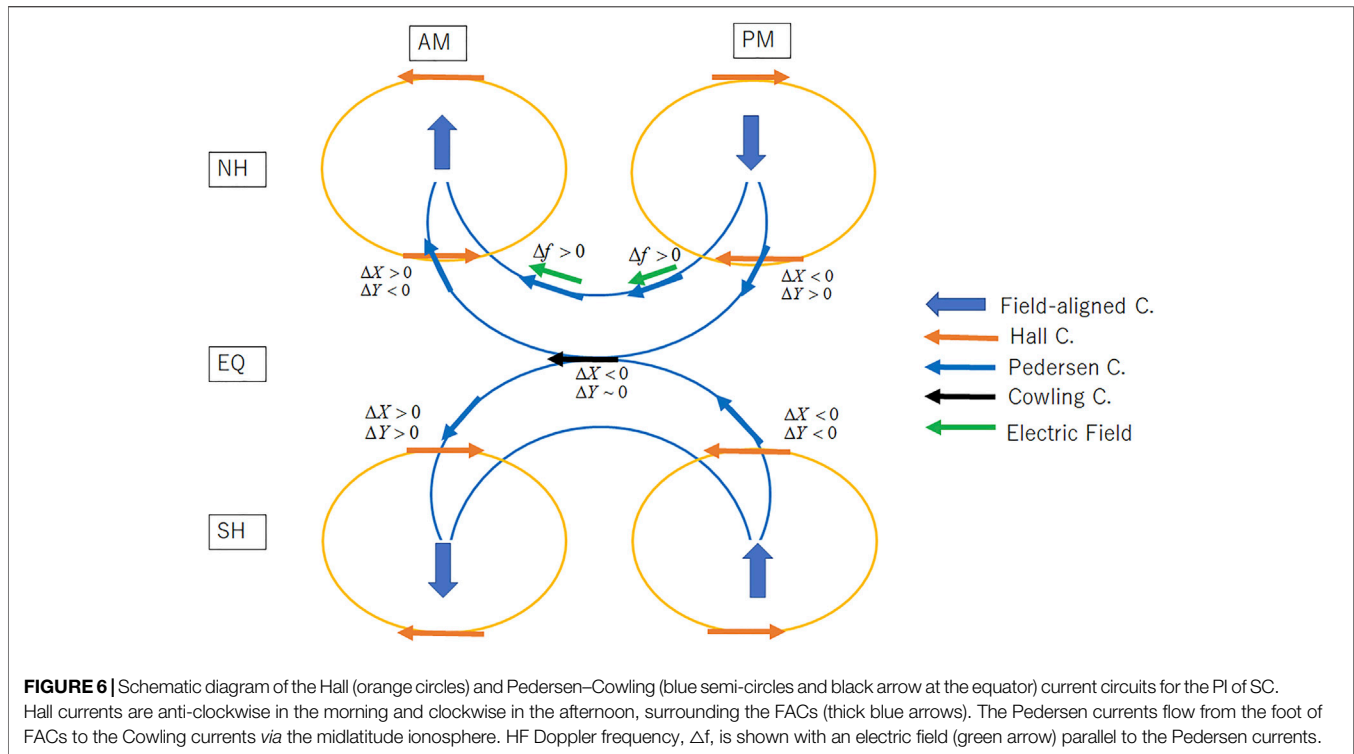 AM
PM
NH
Δf > 0
Δf > 0
ΔX > 0
ΔY < 0
ΔX < 0
ΔY > 0
Field-aligned C.
Hall C.
Pedersen C.
Cowling C.
Electric Field
EQ
ΔX < 0
ΔY ~ 0
ΔX > 0
ΔY > 0
ΔX < 0
ΔY < 0
SH
FIGURE 6 | Schematic diagram of the Hall (orange circles) and Pedersen–Cowling (blue semi-circles and black arrow at the equator) current circuits for the PI of SC.
Hall currents are anti-clockwise in the morning and clockwise in the afternoon, surrounding the FACs (thick blue arrows). The Pedersen currents flow from the foot of
FACs to the Cowling currents via the midlatitude ionosphere. HF Doppler frequency, △f, is shown with an electric field (green arrow) parallel to the Pedersen currents.